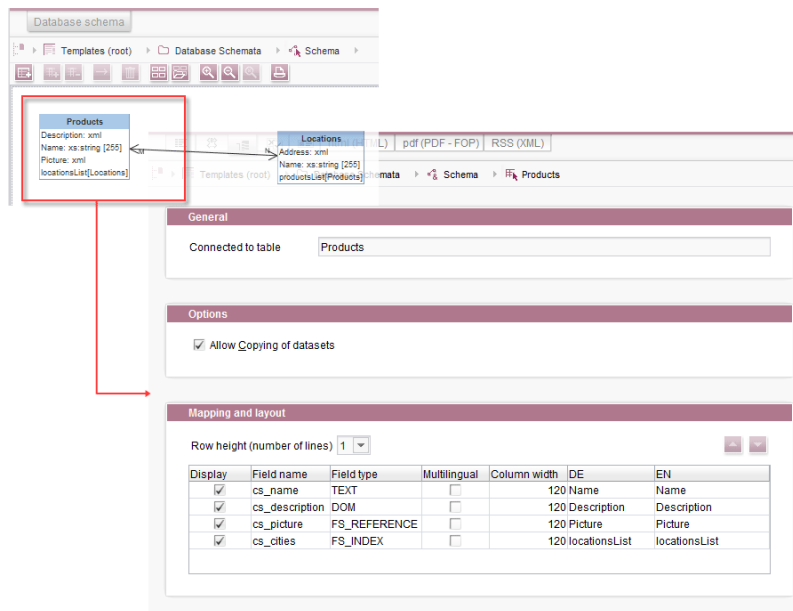 Database schema
Templates (root) Database Schemata Schema
Products
Description: xml
Name: xs:string [255]
Picture: xml
locationsList[Locations]
M
N
Locations
Address: xml
Name: xs:string [255]
productsList[Products]
(HTML) pdf (PDF - FOP) RSS (XML)
Templates (root) Schemata Schema Products
General
Connected to table Products
Options
Allow Copying of datasets
Mapping and layout
Row height (number of lines) 1
Display Field name Field type Multilingual Column width DE EN
cs_name TEXT 120 Name Name
cs_description DOM 120 Description Description
cs_picture FS_REFERENCE 120 Picture Picture
cs_cities FS_INDEX 120 locationsList locationsList